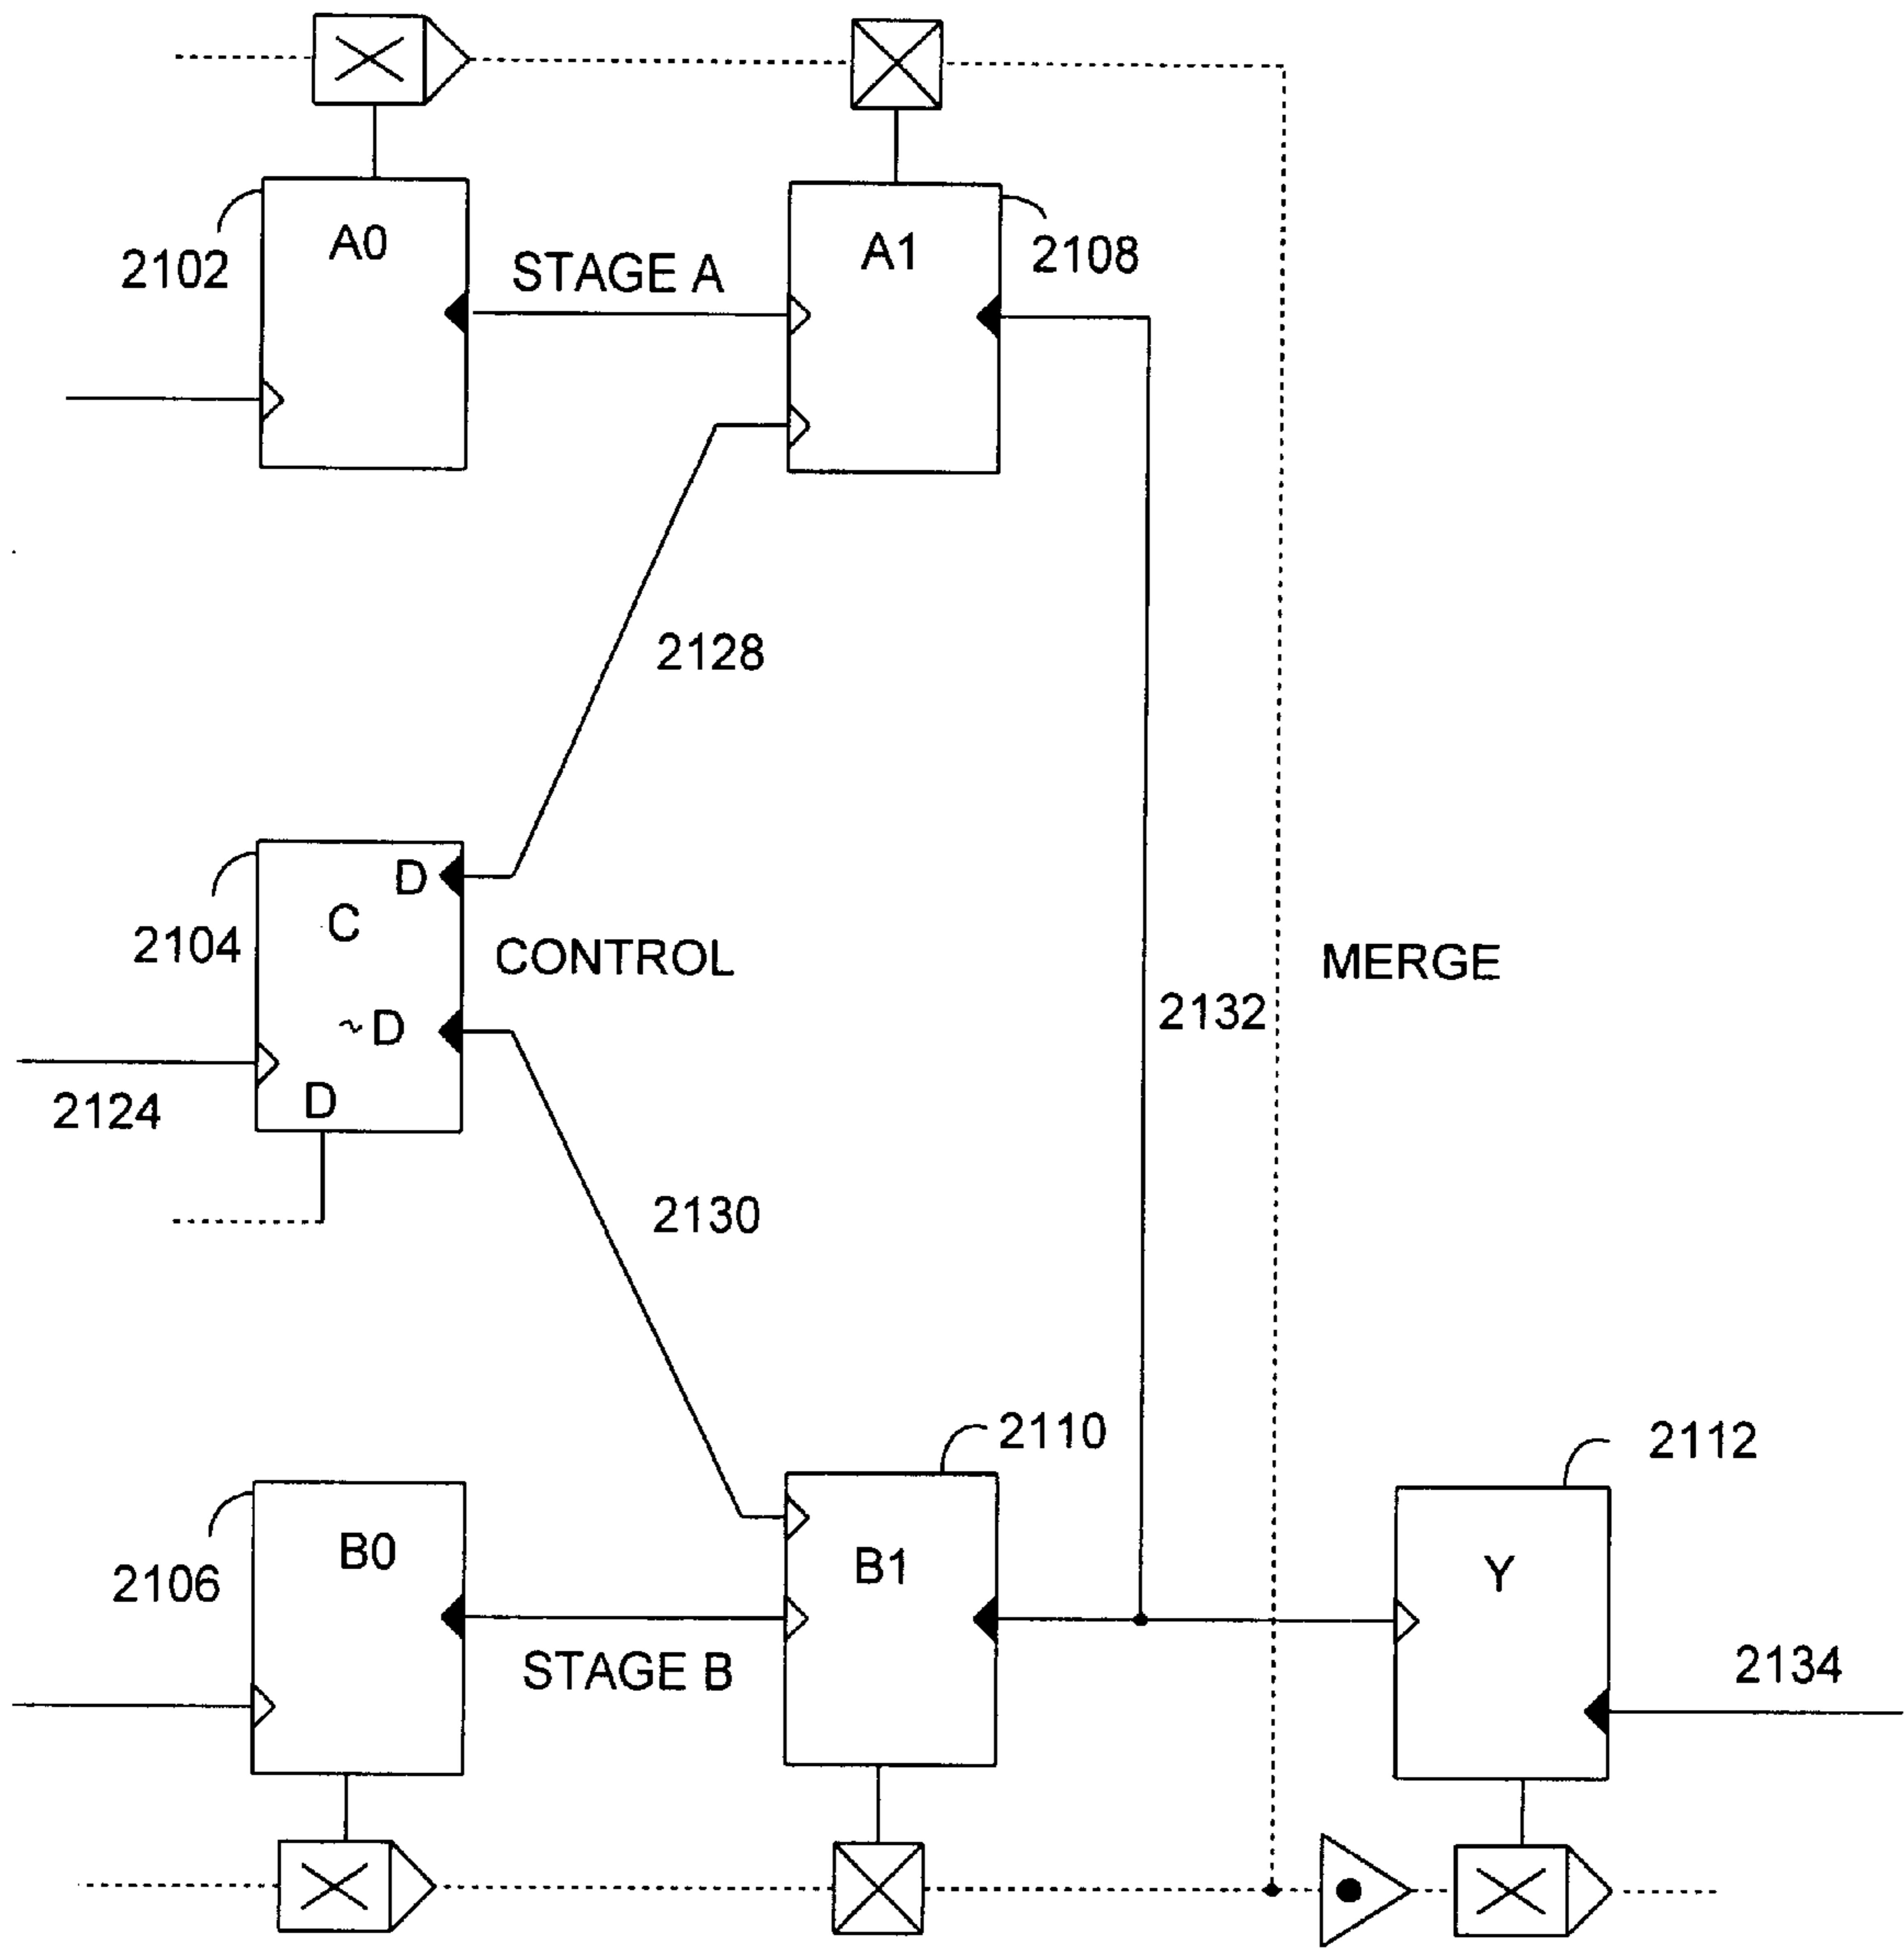 A0
A1
2102
STAGE A
2108
2128
D
C
2104
CONTROL
MERGE
2132
~D
D
2124
2130
2110
2112
B0
B1
Y
2106
STAGE B
2134